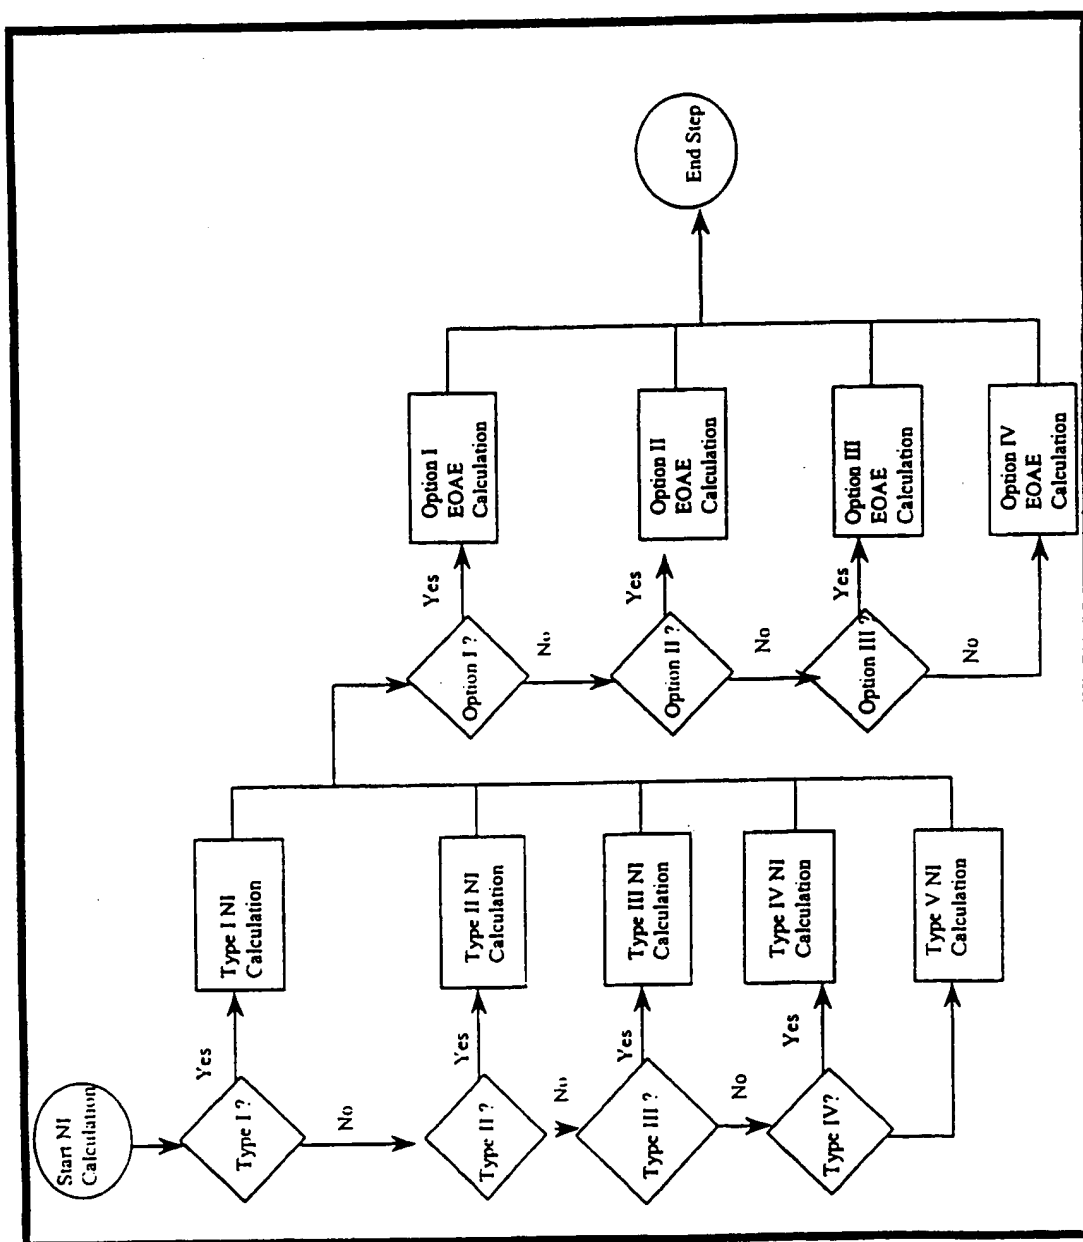 Start NI
Calculation
Type I ?
Yes
Type I NI
Calculation
No
Type II ?
Yes
Type II NI
Calculation
No
Type III ?
Yes
Type III NI
Calculation
No
Type IV?
Yes
Type IV NI
Calculation
Type V NI
Calculation
Option I ?
Yes
Option I
EOAE
Calculation
No
Option II ?
Yes
Option II
EOAE
Calculation
No
Option III ?
Yes
Option III
EOAE
Calculation
No
Option IV
EOAE
Calculation
End Step